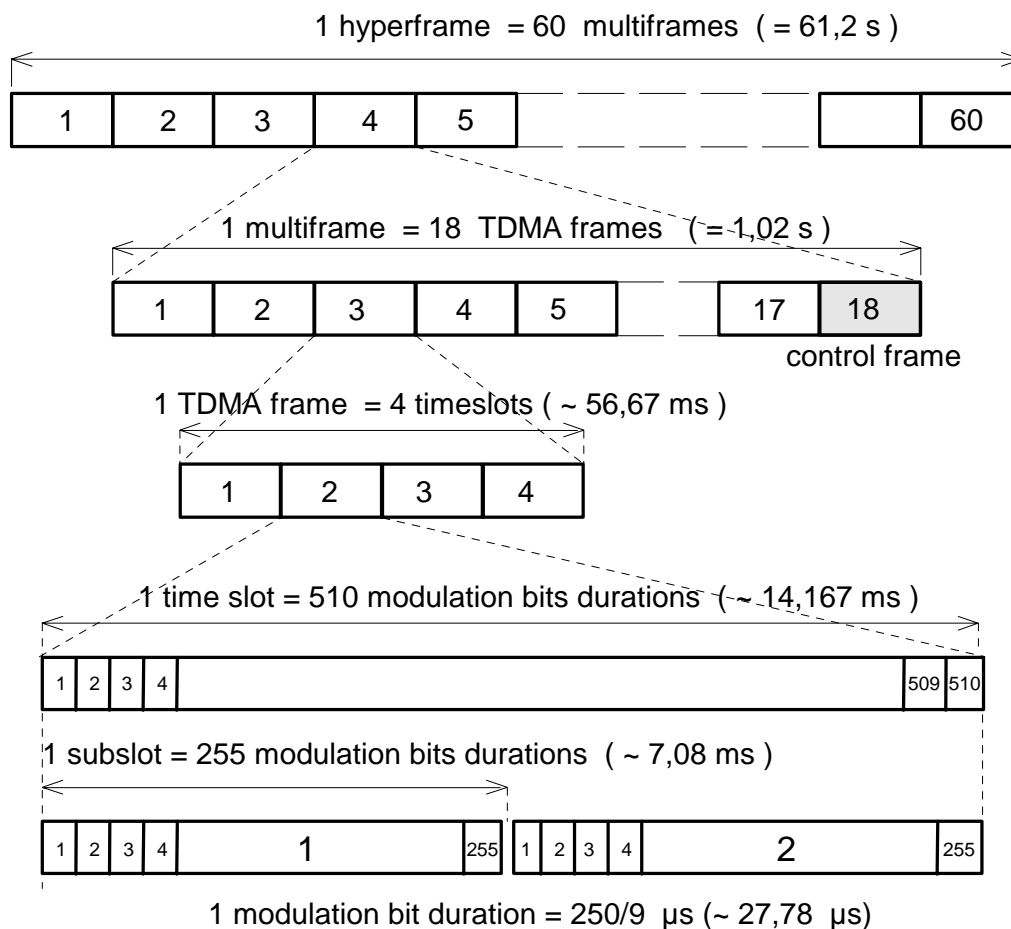 1 hyperframe = 60 multiframes ( = 61,2 s )
1 2 3 4 5 60
1 multiframe = 18 TDMA frames ( = 1,02 s )
1 2 3 4 5 17 18
control frame
1 TDMA frame = 4 timeslots ( ~ 56,67 ms )
1 2 3 4
1 time slot = 510 modulation bits durations ( ~ 14,167 ms )
1 2 3 4 509 510
1 subslot = 255 modulation bits durations ( ~ 7,08 ms )
1 2 3 4 1 255 1 2 3 4 2 255
1 modulation bit duration = 250/9 µs (~ 27,78 µs)